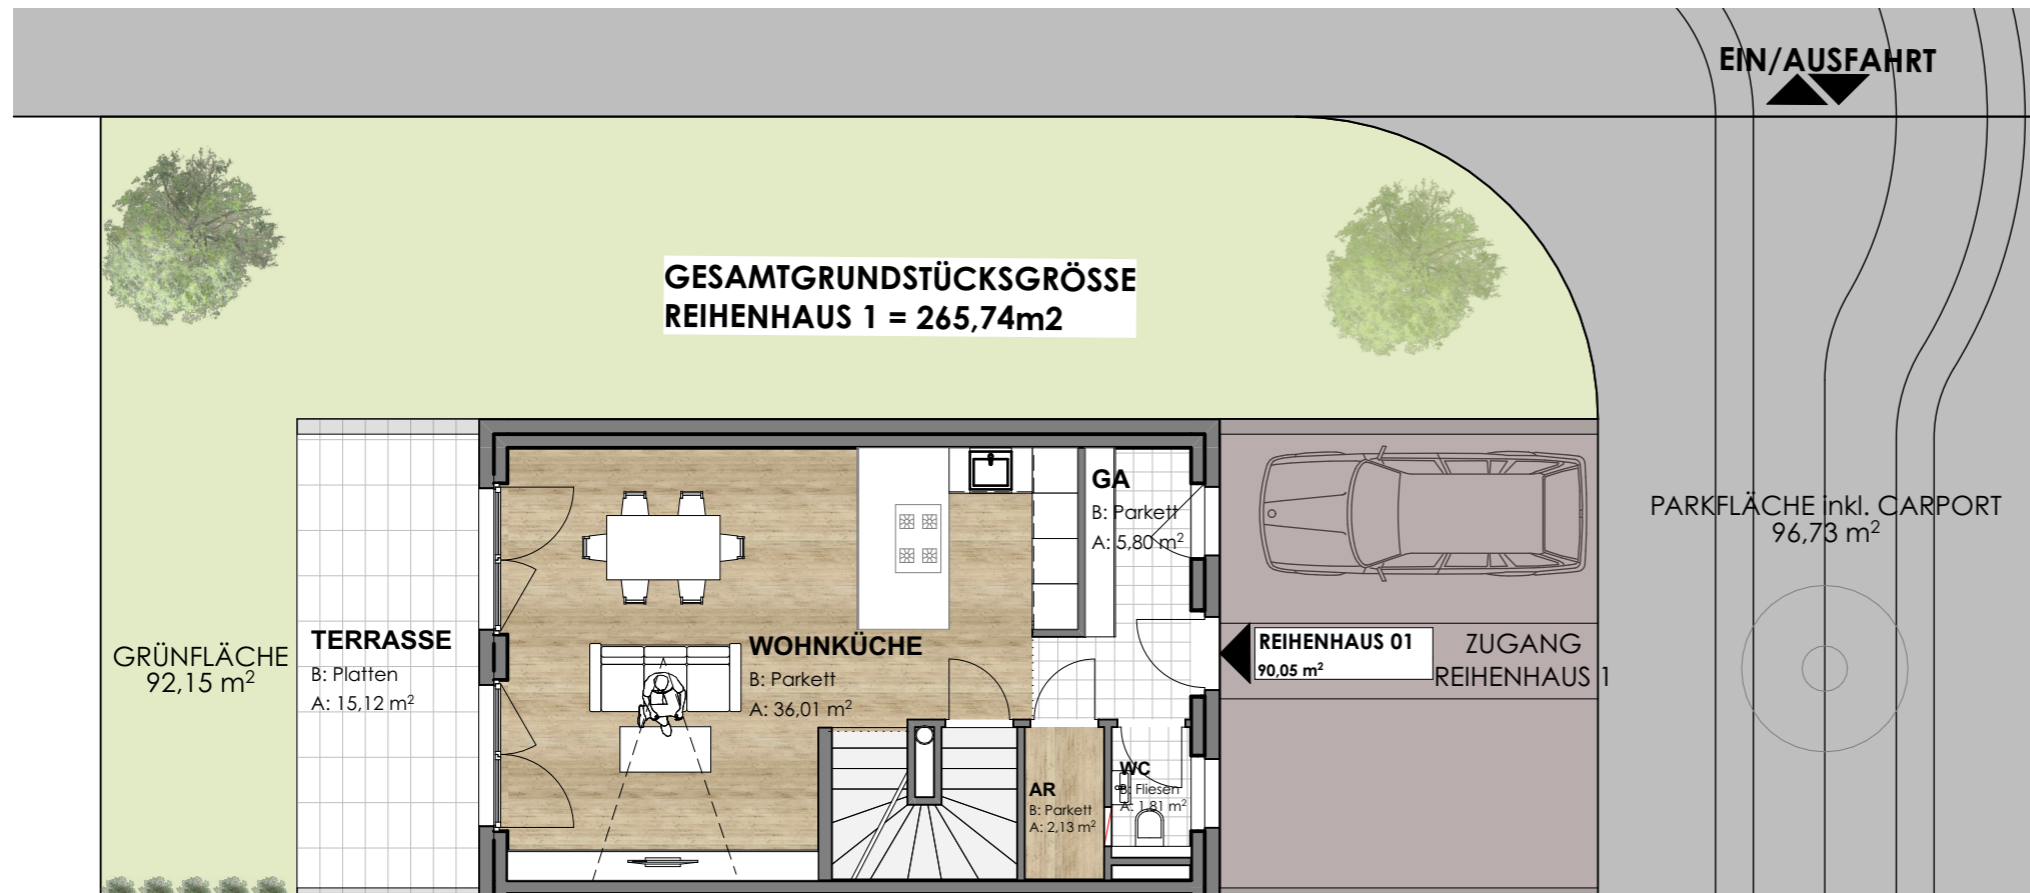 EIN/AUSFAHRT
GESAMTGRUNDSTÜCKSGRÖSSE
REIHENHAUS 1 = 265,74m2
GA
B: Parkett
A: 5,80 m²
PARKFLÄCHE inkl. CARPORT
96,73 m²
GRÜNFLÄCHE
92,15 m²
TERRASSE
B: Platten
A: 15,12 m²
WOHNKÜCHE
B: Parkett
A: 36,01 m²
REIHENHAUS 01
90,05 m²
ZUGANG
REIHENHAUS 1
AR
B: Parkett
A: 2,13 m²
WC
B: Fliesen
A: 1,81 m²